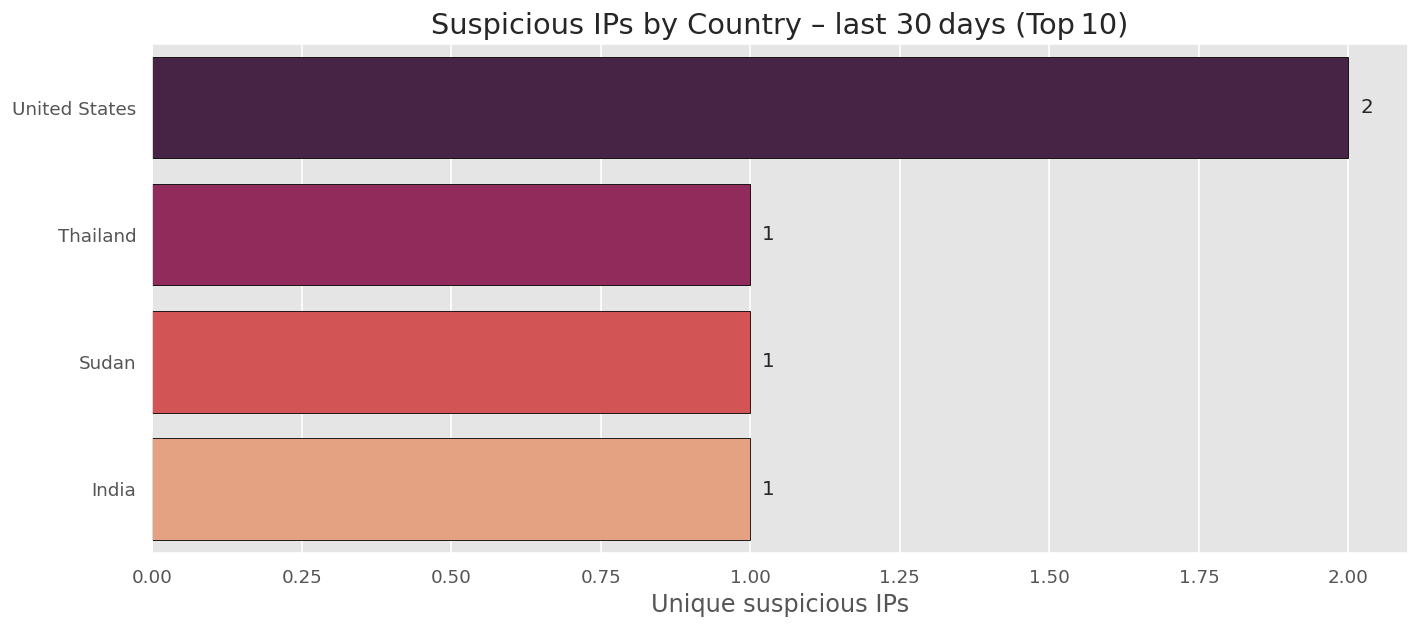 Suspicious IPs by Country – last 30 days (Top 10)
United States
2
Thailand
1
Sudan
1
India
1
0.00 0.25 0.50 0.75 1.00 1.25 1.50 1.75 2.00
Unique suspicious IPs